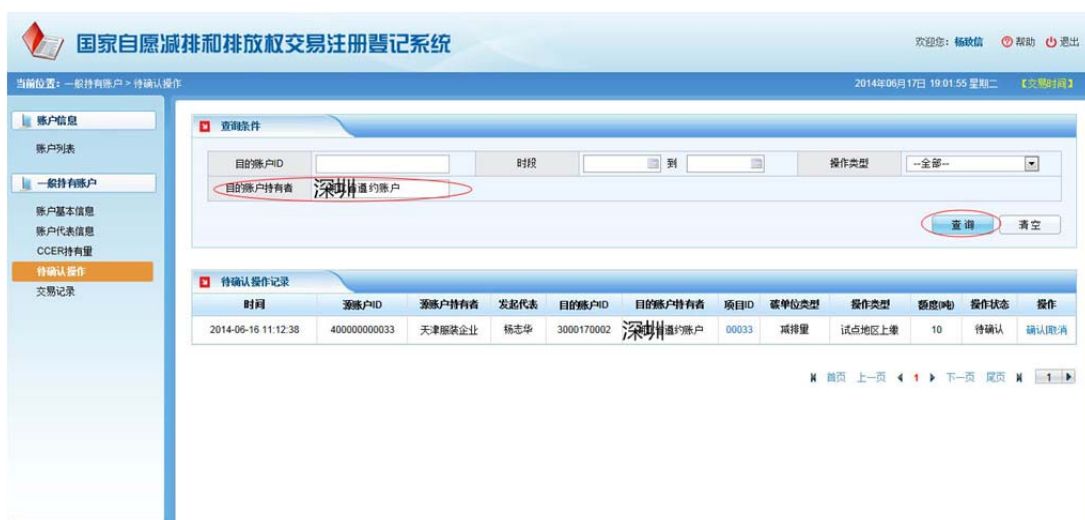 国家自愿减排和排放权交易注册登记系统
欢迎您：杨致信 帮助 退出
当前位置：一般持有账户 > 待确认操作 2014年06月17日 19:01:55 星期二 【交易时间】
账户信息
账户列表
一般持有账户
账户基本信息
账户代表信息
CCER持有量
待确认操作
交易记录
查询条件
目的账户ID 时段 到 操作类型 --全部--
目的账户持有者 深圳遵约账户
查询 清空
待确认操作记录
时间 源账户ID 源账户持有者 发起代表 目的账户ID 目的账户持有者 项目ID 碳单位类型 操作类型 额度(吨) 操作状态 操作
2014-06-16 11:12:38 400000000033 天津服装企业 杨志华 3000170002 深圳遵约账户 00033 减排量 试点地区上缴 10 待确认 确认|取消
首页 上一页 1 下一页 尾页 1